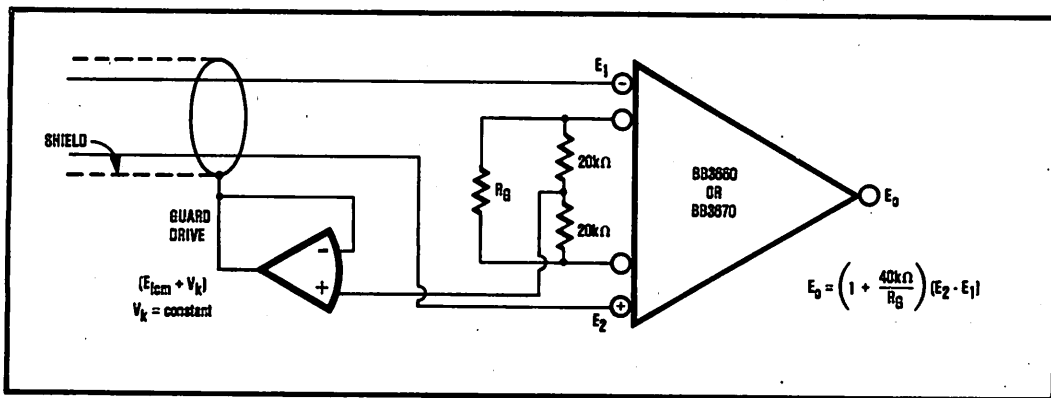 E1
SHIELD
20kΩ
RG
20kΩ
BB3660
OR
BB3670
Eo
GUARD
DRIVE
(Eicm + Vk)
Vk = constant
E2
Eo = (1 + 40kΩ / RG) (E2 - E1)